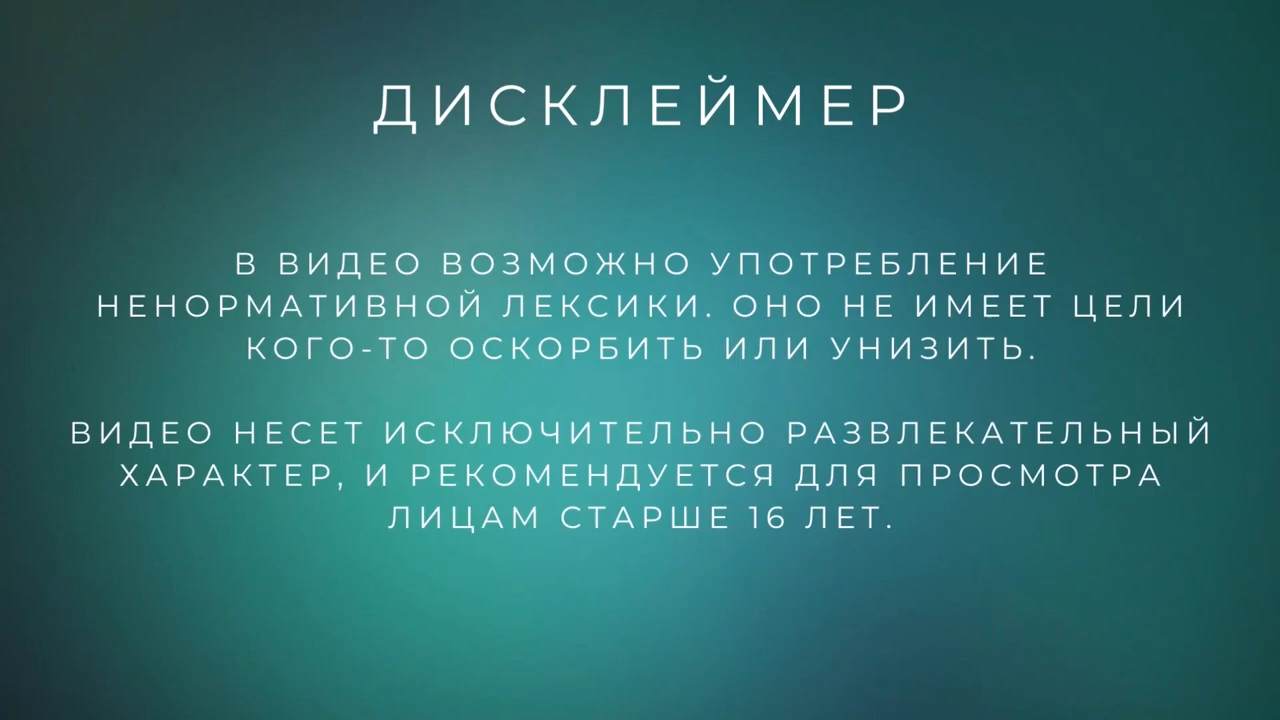 ДИСКЛЕЙМЕР
В ВИДЕО ВОЗМОЖНО УПОТРЕБЛЕНИЕ
НЕНОРМАТИВНОЙ ЛЕКСИКИ. ОНО НЕ ИМЕЕТ ЦЕЛИ
КОГО-ТО ОСКОРБИТЬ ИЛИ УНИЗИТЬ.
ВИДЕО НЕСЕТ ИСКЛЮЧИТЕЛЬНО РАЗВЛЕКАТЕЛЬНЫЙ
ХАРАКТЕР, И РЕКОМЕНДУЕТСЯ ДЛЯ ПРОСМОТРА
ЛИЦАМ СТАРШЕ 16 ЛЕТ.